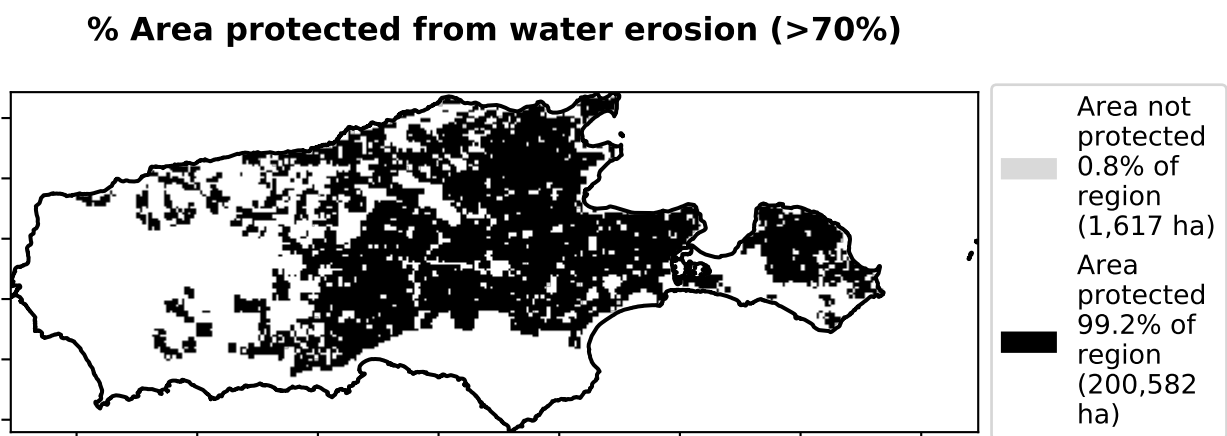 % Area protected from water erosion (>70%)
Area not
protected
0.8% of
region
(1,617 ha)
Area
protected
99.2% of
region
(200,582
ha)